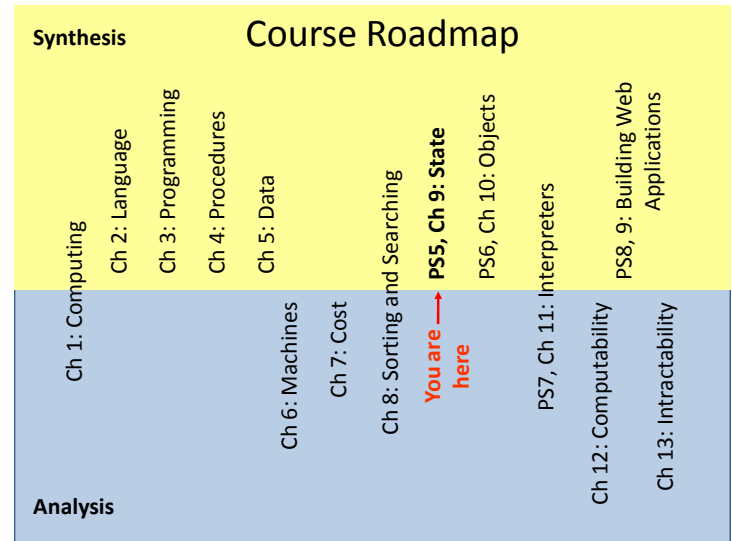 Synthesis
Course Roadmap
Ch 1: Computing
Ch 2: Language
Ch 3: Programming
Ch 4: Procedures
Ch 5: Data
Ch 6: Machines
Ch 7: Cost
Ch 8: Sorting and Searching
PS5, Ch 9: State
You are
here
PS6, Ch 10: Objects
PS7, Ch 11: Interpreters
Ch 12: Computability
PS8, 9: Building Web
Applications
Ch 13: Intractability
Analysis